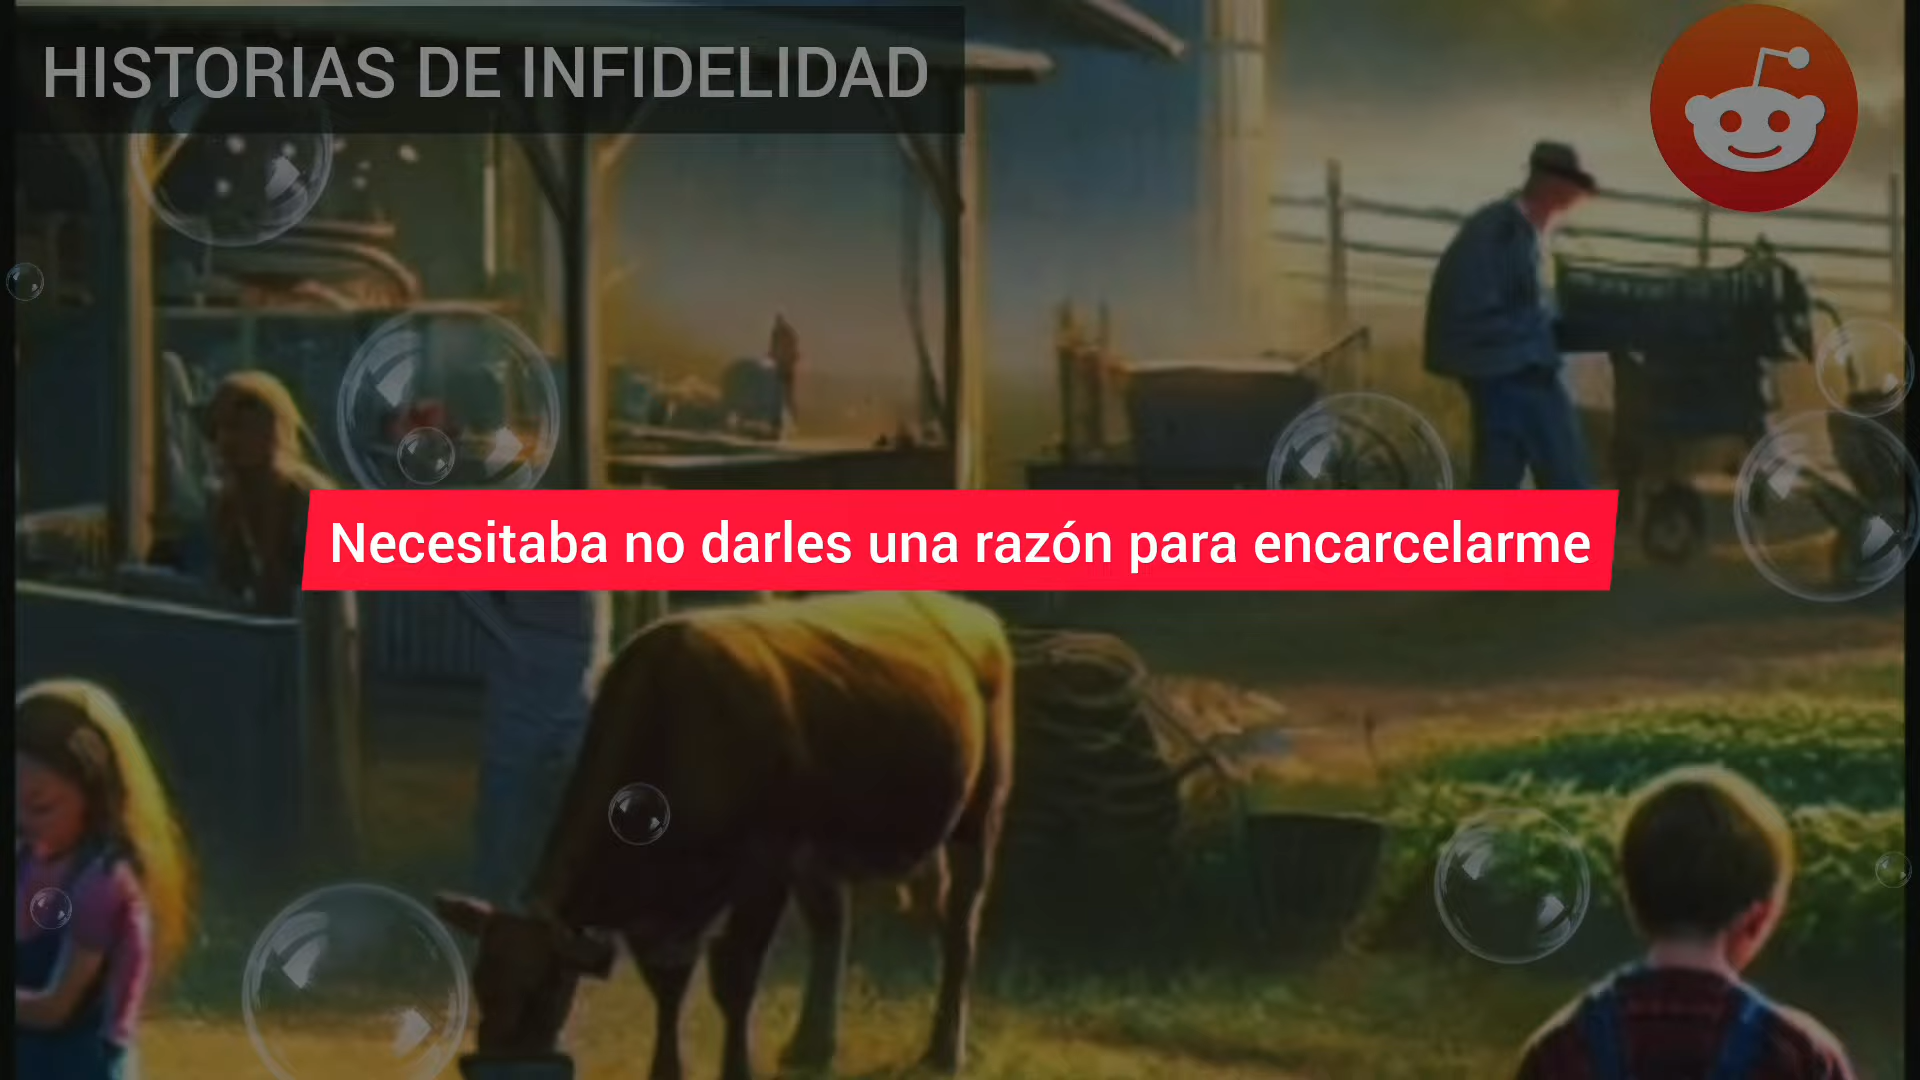 HISTORIAS DE INFIDELIDAD
Necesitaba no darles una razón para encarcelarme